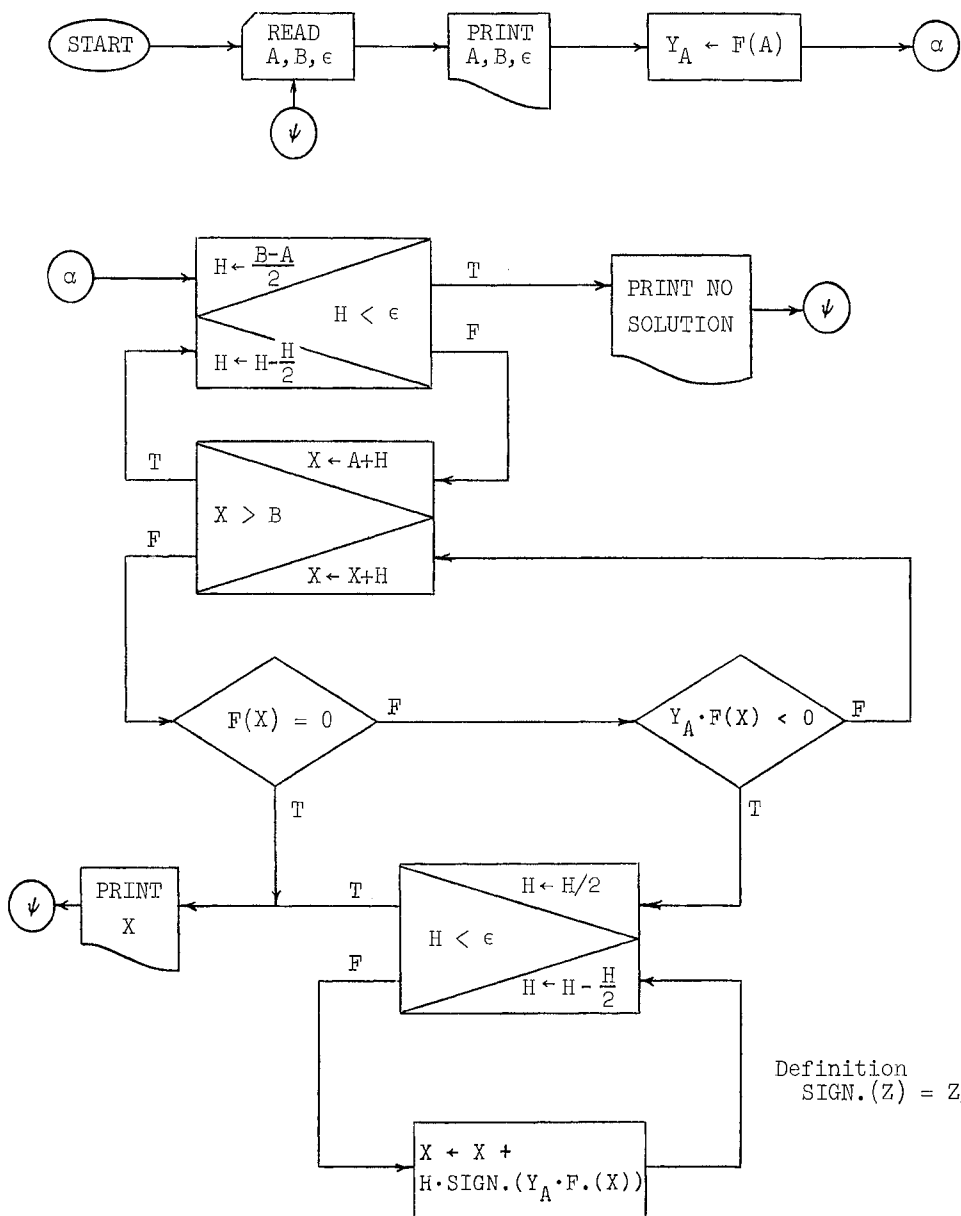 START
READ
A,B,ϵ
PRINT
A,B,ϵ
Y_A ← F(A)
α
ψ
α
H ← B-A/2
H < ϵ
H ← H-H/2
T
F
PRINT NO
SOLUTION
ψ
T
F
X ← A+H
X > B
X ← X+H
F(X) = 0
F
T
Y_A·F(X) < 0
F
T
ψ
PRINT
X
T
F
H ← H/2
H < ϵ
H ← H - H/2
Definition
SIGN.(Z) = Z
X ← X +
H·SIGN.(Y_A·F.(X))